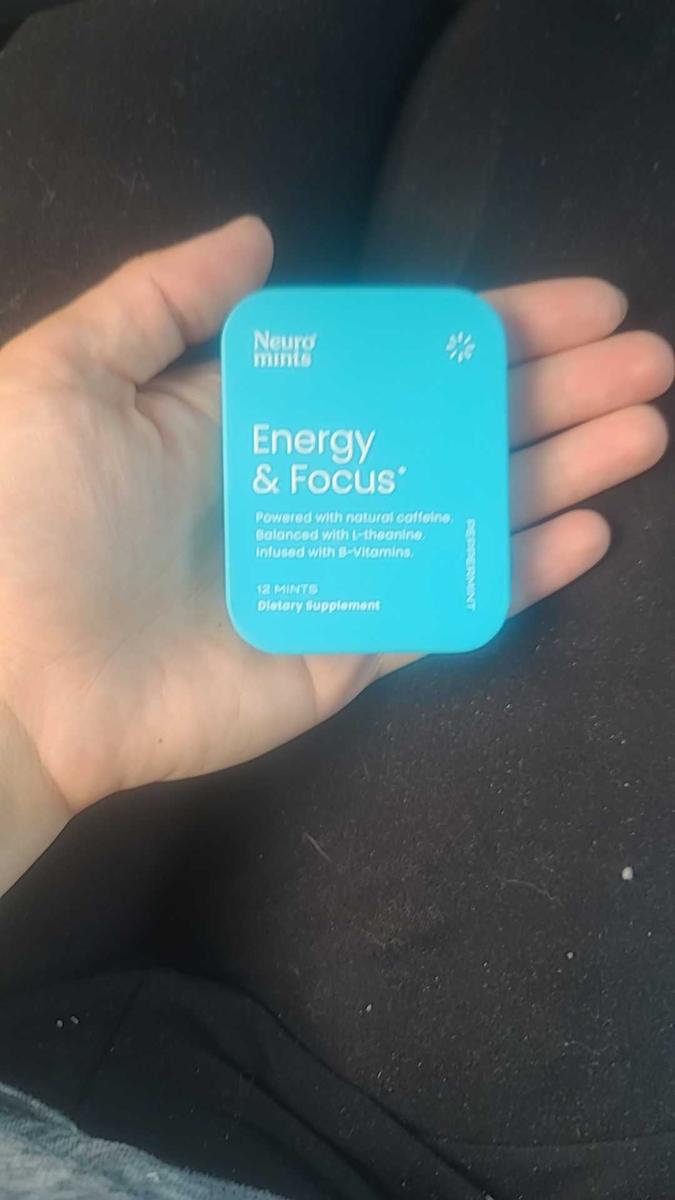 Neuro
mints
Energy
& Focus*
Powered with natural caffeine.
Balanced with L-theanine.
Infused with B-Vitamins.
PEPPERMINT
12 MINTS
Dietary Supplement